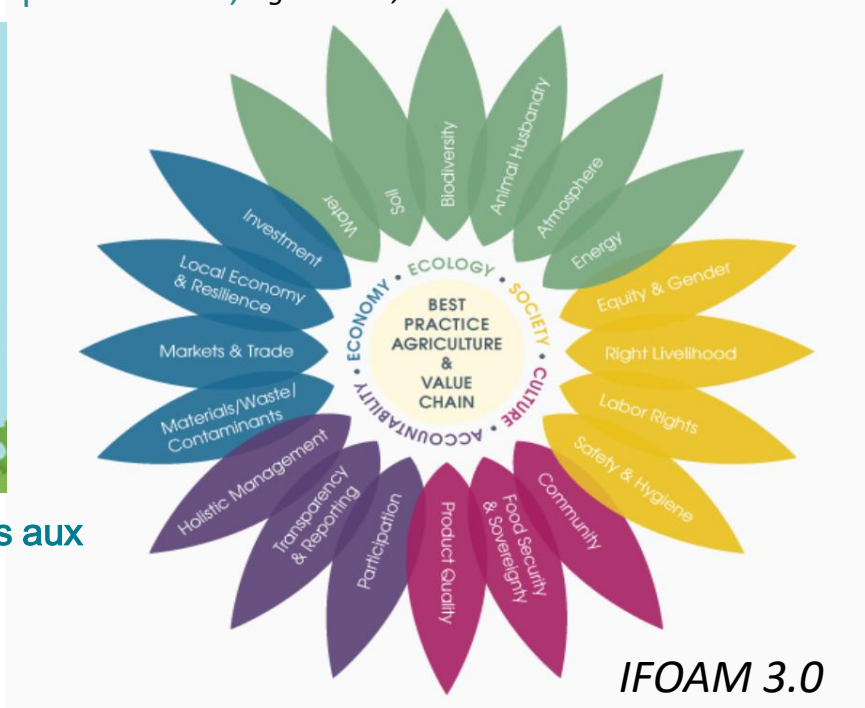 s aux
Water
Soil
Biodiversity
Animal Husbandry
Atmosphere
Energy
Equity & Gender
Right Livelihood
Labor Rights
Safety & Hygiene
Community
Food Security
& Sovereignty
Product Quality
Participation
Transparency
& Reporting
Holistic Management
Materials/Waste/
Contaminants
Markets & Trade
Local Economy
& Resilience
Investment
ECOLOGY • SOCIETY • CULTURE • ACCOUNTABILITY • ECONOMY •
BEST
PRACTICE
AGRICULTURE
&
VALUE
CHAIN
IFOAM 3.0